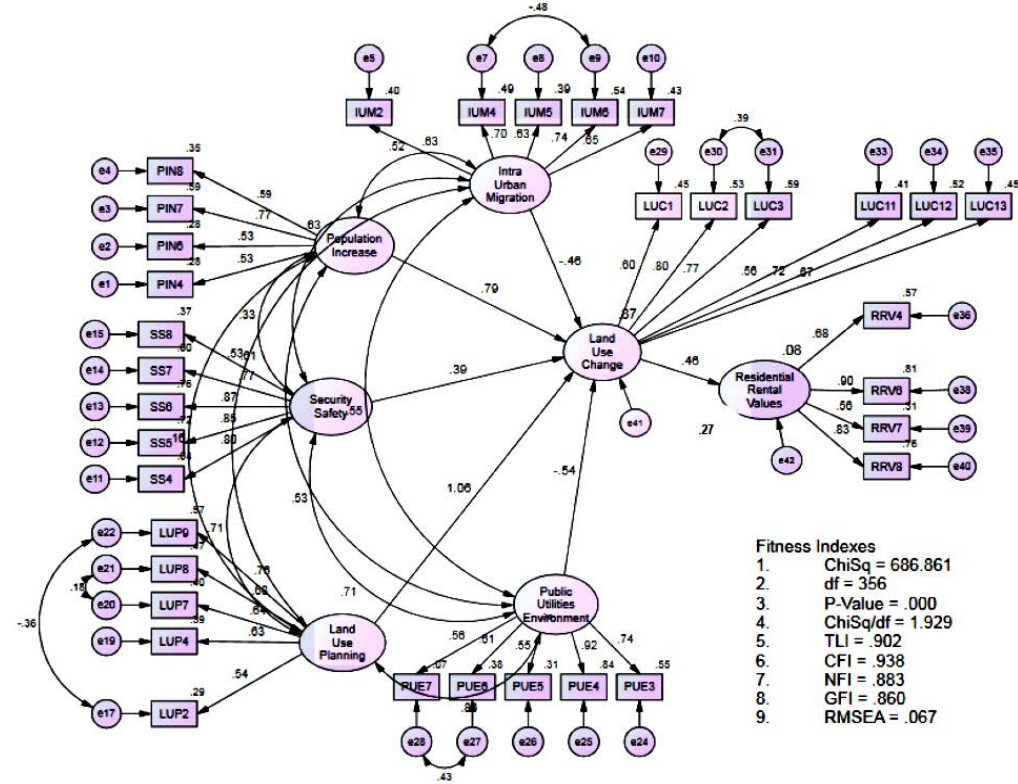 -.48
e5
e7
e8
e9
e10
.40
.49
.39
.54
.43
IUM2
IUM4
IUM5
IUM6
IUM7
.52
.63
.70
.63
.74
.65
.39
e29
e30
e31
e33
e34
e35
.45
.53
.59
.41
.52
.45
LUC1
LUC2
LUC3
LUC11
LUC12
LUC13
Intra
Urban
Migration
.35
e4
PIN8
.59
.59
e3
PIN7
.77
.28
e2
PIN6
.53
.28
e1
PIN4
.53
.63
Population
Increase
-.46
.79
.60
.80
.77
.56
.72
.67
.37
e15
SS8
.33
.53
e14
SS7
.77
e13
SS6
.87
e12
SS5
.85
.16
e11
SS4
.80
Security
Safety
.55
.39
Land
Use
Change
e41
.46
.08
Residential
Rental
Values
.27
e42
.57
RRV4
e36
.68
.81
RRV6
e38
.90
RRV7
e39
.56
RRV8
e40
.83
.53
1.06
-.54
.71
.71
-.36
.18
e22
LUP9
e21
LUP8
e20
LUP7
.64
e19
LUP4
.63
.54
.29
e17
LUP2
Land
Use
Planning
Public
Utilities
Environment
.56
.61
.55
.92
.74
.07
.38
.31
.84
.55
PUE7
PUE6
PUE5
PUE4
PUE3
e28
e27
e26
e25
e24
.43
Fitness Indexes
1. ChiSq = 686.861
2. df = 356
3. P-Value = .000
4. ChiSq/df = 1.929
5. TLI = .902
6. CFI = .938
7. NFI = .883
8. GFI = .860
9. RMSEA = .067